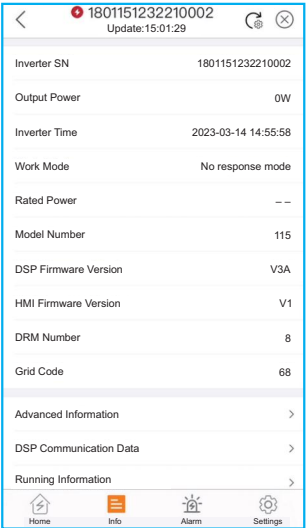 1801151232210002
Update:15:01:29
Inverter SN 1801151232210002
Output Power 0W
Inverter Time 2023-03-14 14:55:58
Work Mode No response mode
Rated Power – –
Model Number 115
DSP Firmware Version V3A
HMI Firmware Version V1
DRM Number 8
Grid Code 68
Advanced Information
DSP Communication Data
Running Information
Home Info Alarm Settings